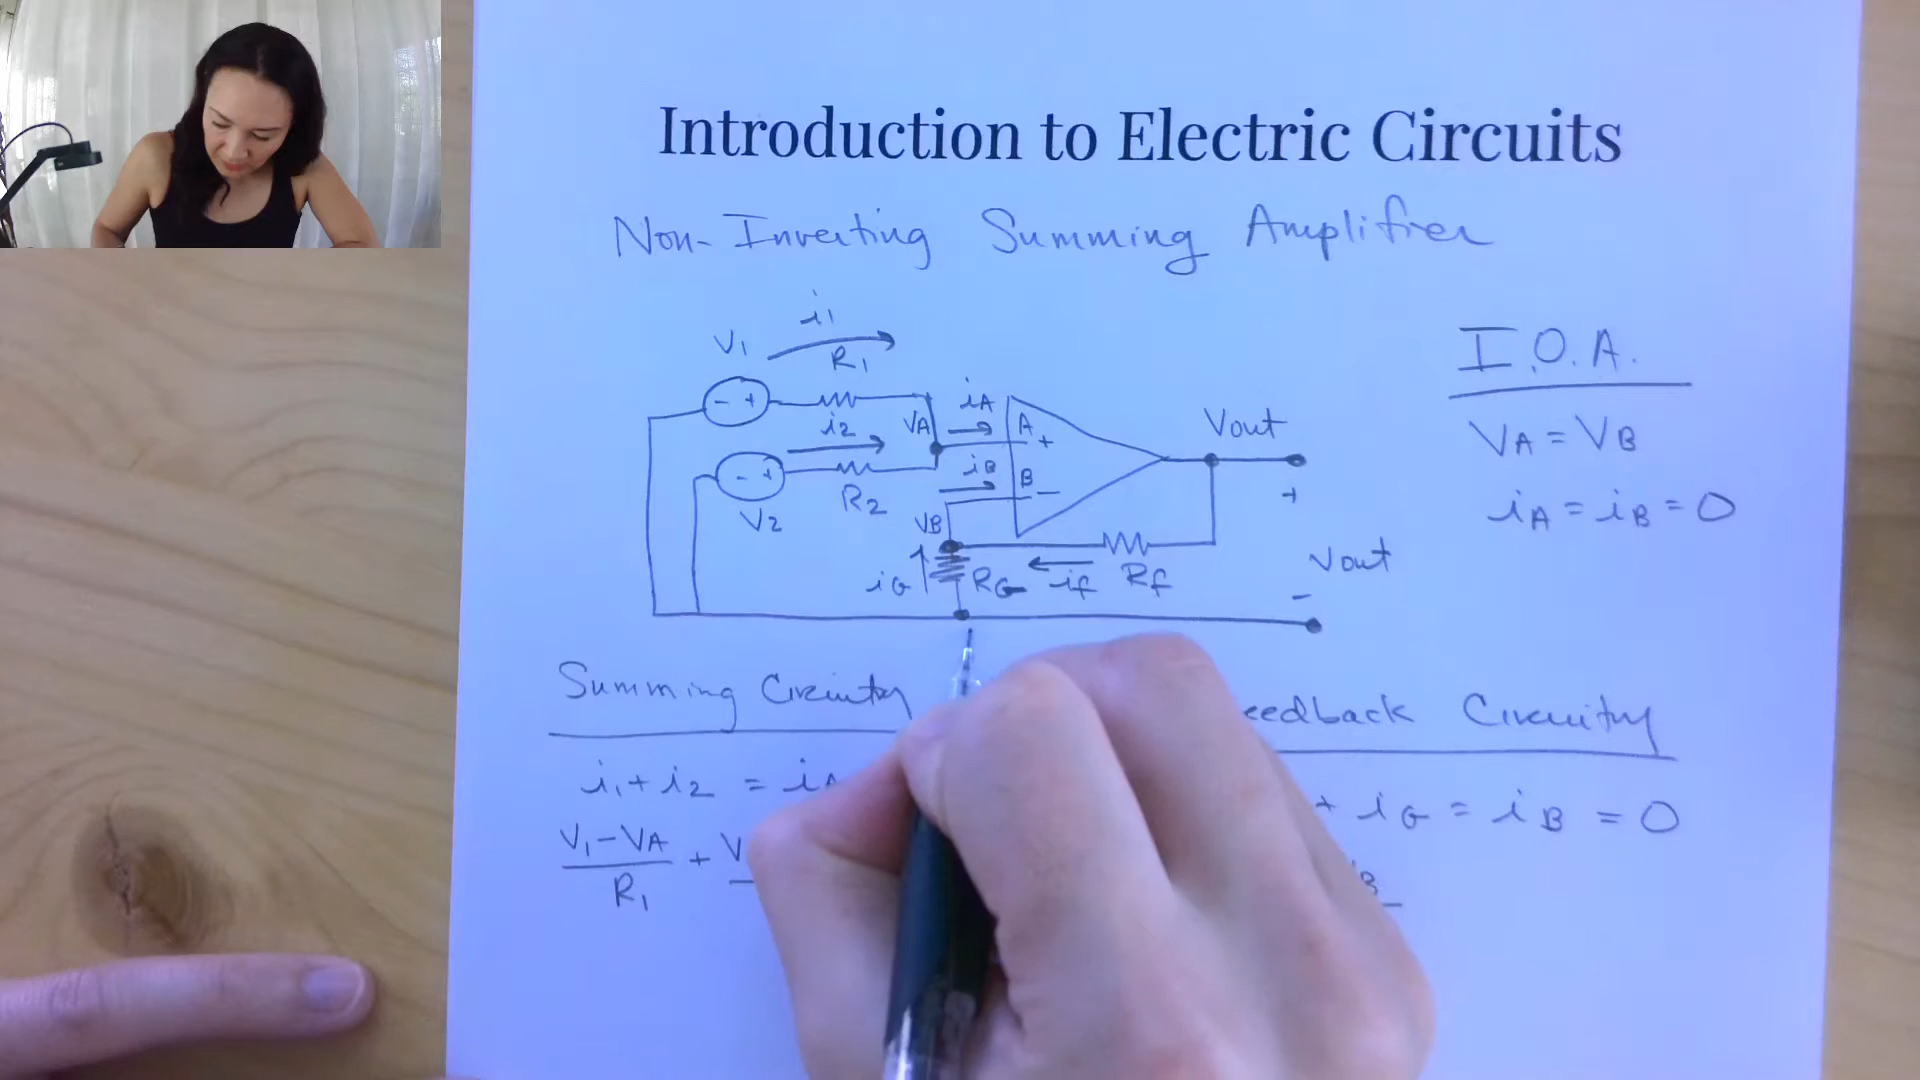 Introduction to Electric Circuits
Non-Inverting Summing Amplifier
i1
V1
R1
- +
i2
VA
iA
A
+
Vout
- +
R2
V2
iB
B
-
VB
+
iG
RG
if
Rf
Vout
-
I.O.A.
VA = VB
iA = iB = 0
Summing Circuitry
i1 + i2 = iA
V1 - VA
R1
+ V
eedback Circuitry
+ iG = iB = 0
B